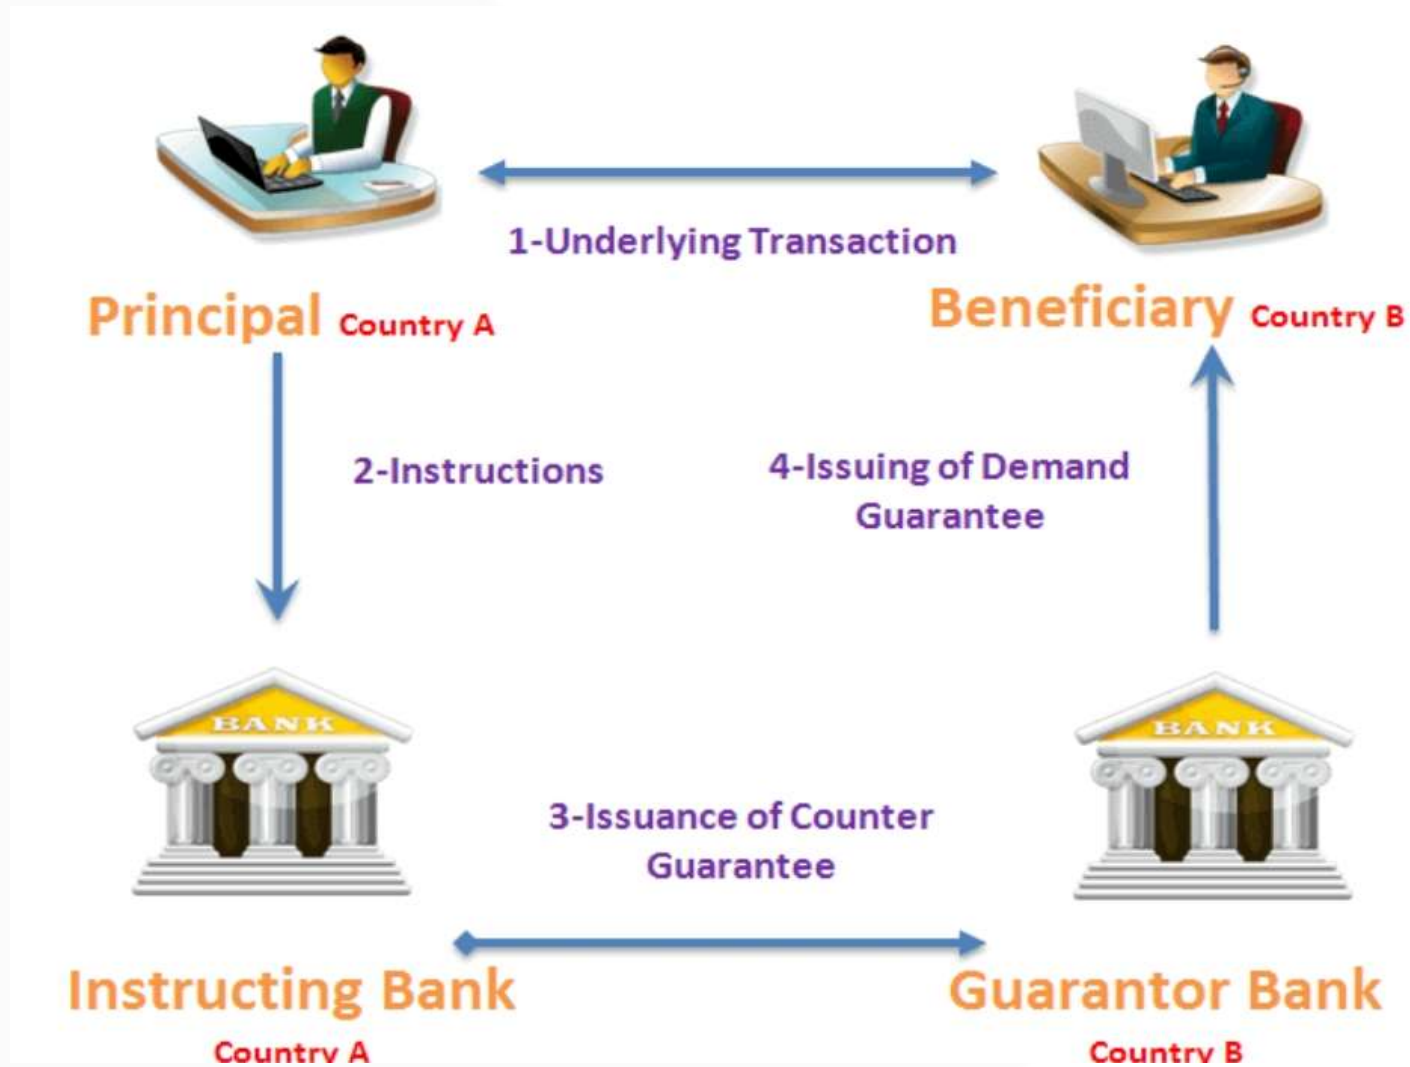 1-Underlying Transaction
Principal Country A
Beneficiary Country B
2-Instructions
4-Issuing of Demand
Guarantee
BANK
BANK
3-Issuance of Counter
Guarantee
Instructing Bank
Country A
Guarantor Bank
Country B